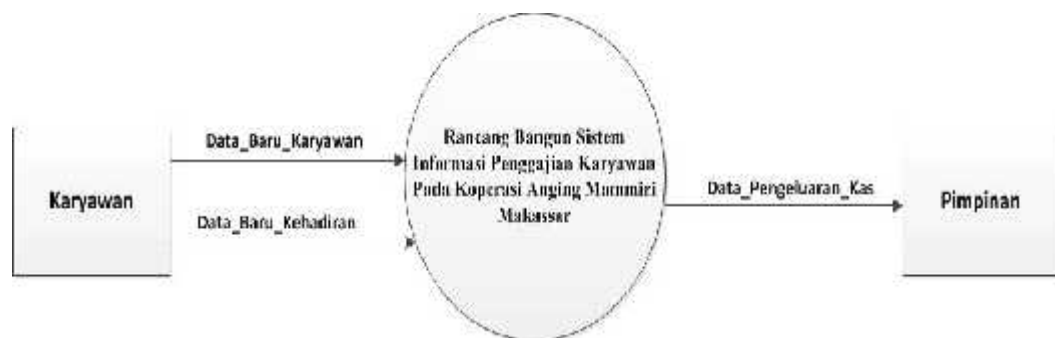 Karyawan
Data_Baru_Karyawan
Data_Baru_Kehadiran
Rancang Bangun Sistem
Informasi Penggajian Karyawan
Pada Koperasi Anging Mammiri
Makassar
Data_Pengeluaran_Kas
Pimpinan